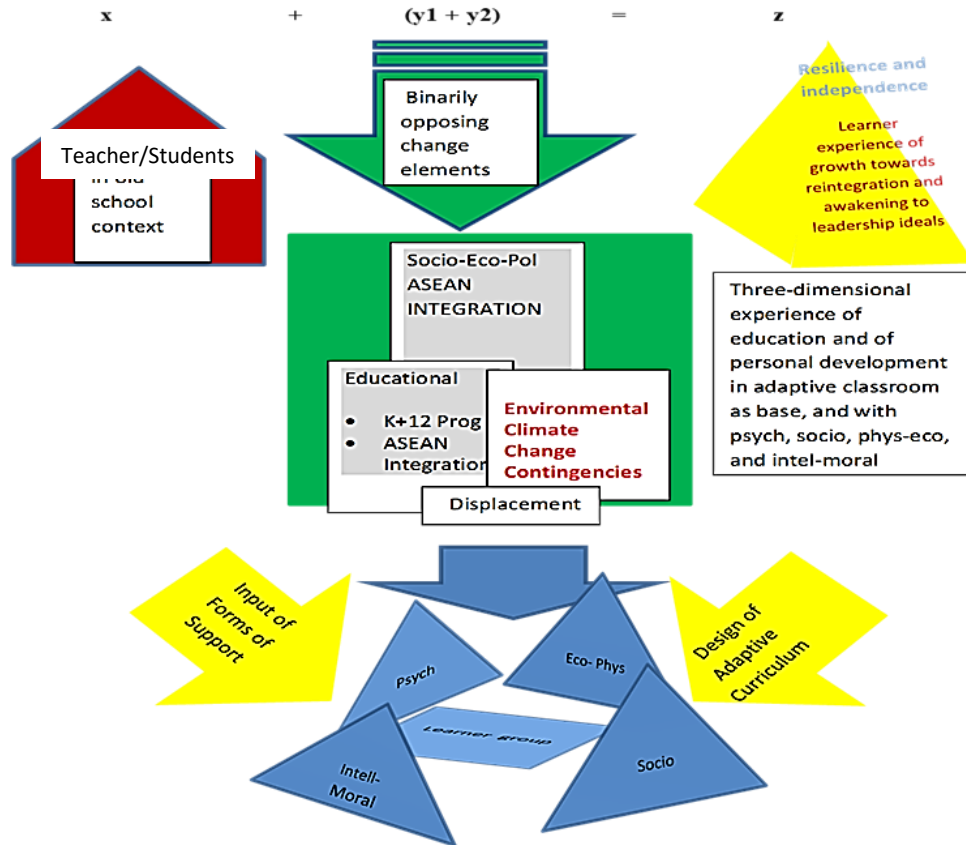 x + (y1 + y2) = z
Teacher/Students
in old
school
context
Binarily
opposing
change
elements
Resilience and
independence
Learner
experience of
growth towards
reintegration and
awakening to
leadership ideals
Socio-Eco-Pol
ASEAN
INTEGRATION
Educational
• K+12 Prog
• ASEAN
Integration
Environmental
Climate
Change
Contingencies
Displacement
Three-dimensional
experience of
education and of
personal development
in adaptive classroom
as base, and with
psych, socio, phys-eco,
and intel-moral
Input of
Forms of
Support
Design of
Adaptive
Curriculum
Psych
Eco- Phys
Learner group
Intell-
Moral
Socio